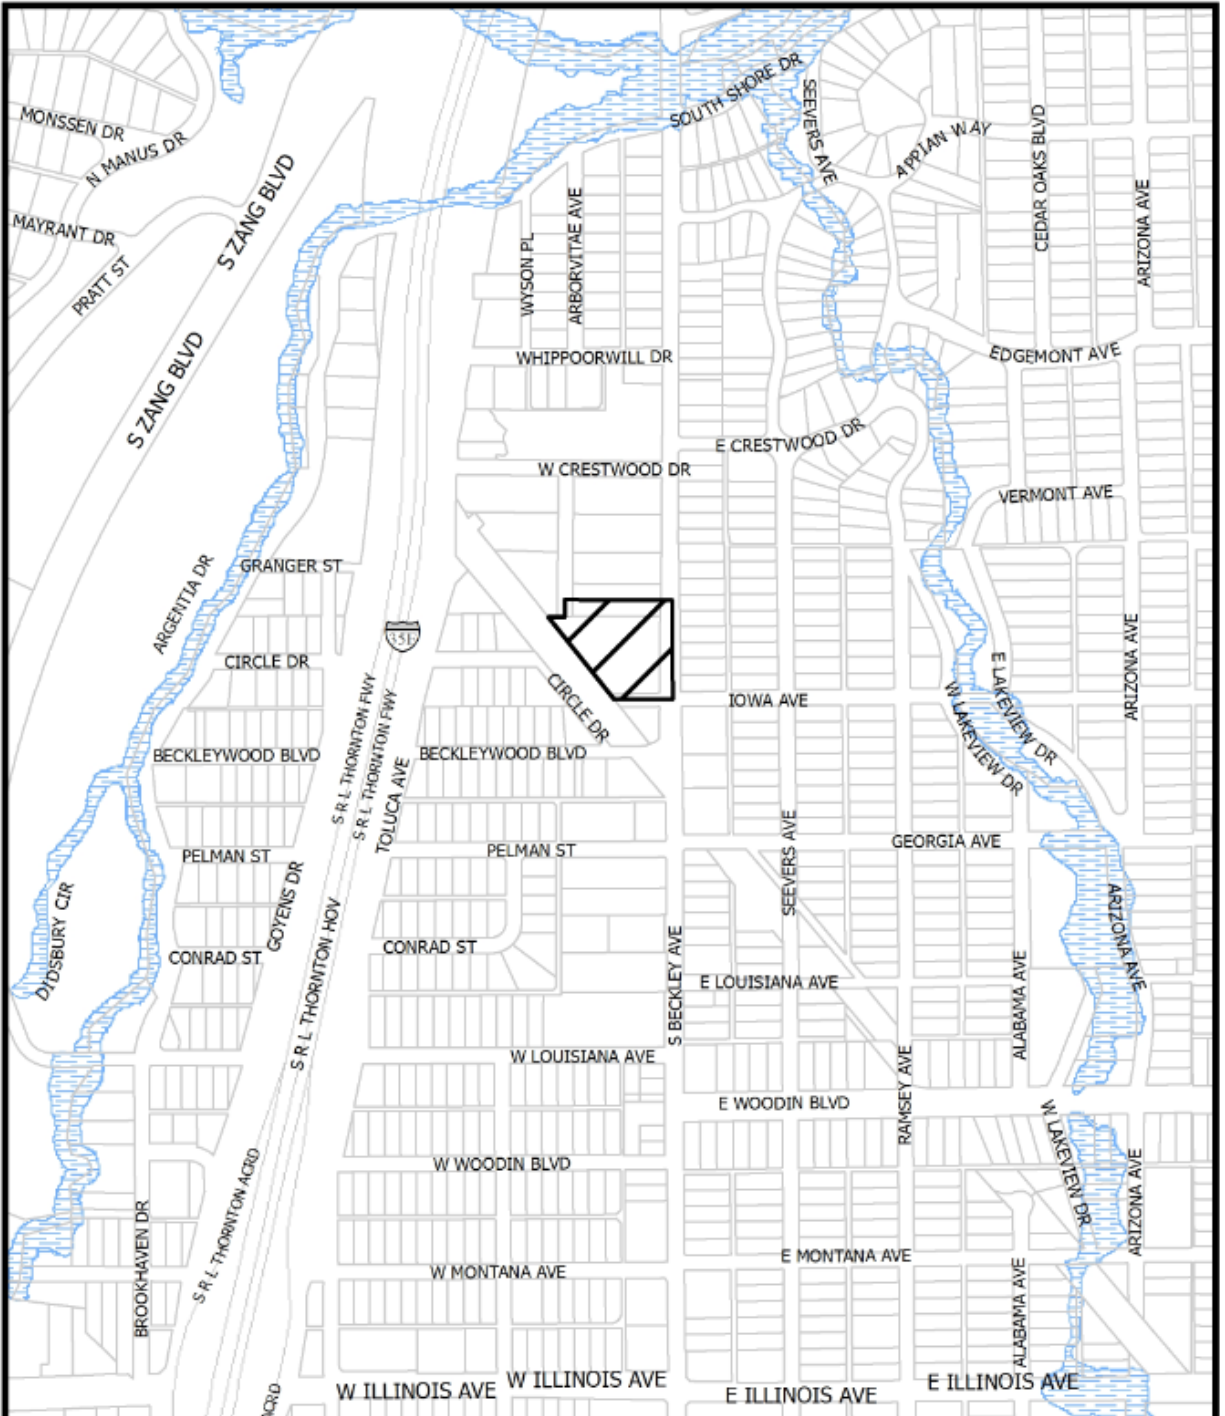 SOUTH SHORE DR
SEEVERS AVE
MONSSEN DR
N MANUS DR
APPIAN WAY
CEDAR OAKS BLVD
ARIZONA AVE
S ZANG BLVD
MAYRANT DR
PRATT ST
WYSON PL
ARBORVITAE AVE
WHIPPOORWILL DR
EDGEMONT AVE
S ZANG BLVD
E CRESTWOOD DR
W CRESTWOOD DR
VERMONT AVE
GRANGER ST
ARGENTIA DR
35E
CIRCLE DR
CIRCLE DR
ARIZONA AVE
E LAKEVIEW DR
W LAKEVIEW DR
IOWA AVE
S R L THORNTON FWY
S R L THORNTON FWY
BECKLEYWOOD BLVD
BECKLEYWOOD BLVD
TOLUCA AVE
PELMAN ST
PELMAN ST
SEEVERS AVE
GEORGIA AVE
GOYENS DR
DIDSBURY CIR
ARIZONA AVE
CONRAD ST
CONRAD ST
S R L THORNTON HOV
S BECKLEY AVE
E LOUISIANA AVE
ALABAMA AVE
W LOUISIANA AVE
RAMSEY AVE
E WOODIN BLVD
W LAKEVIEW DR
W WOODIN BLVD
ARIZONA AVE
S R L THORNTON ACRD
BROOKHAVEN DR
E MONTANA AVE
W MONTANA AVE
ALABAMA AVE
W ILLINOIS AVE
W ILLINOIS AVE
E ILLINOIS AVE
E ILLINOIS AVE